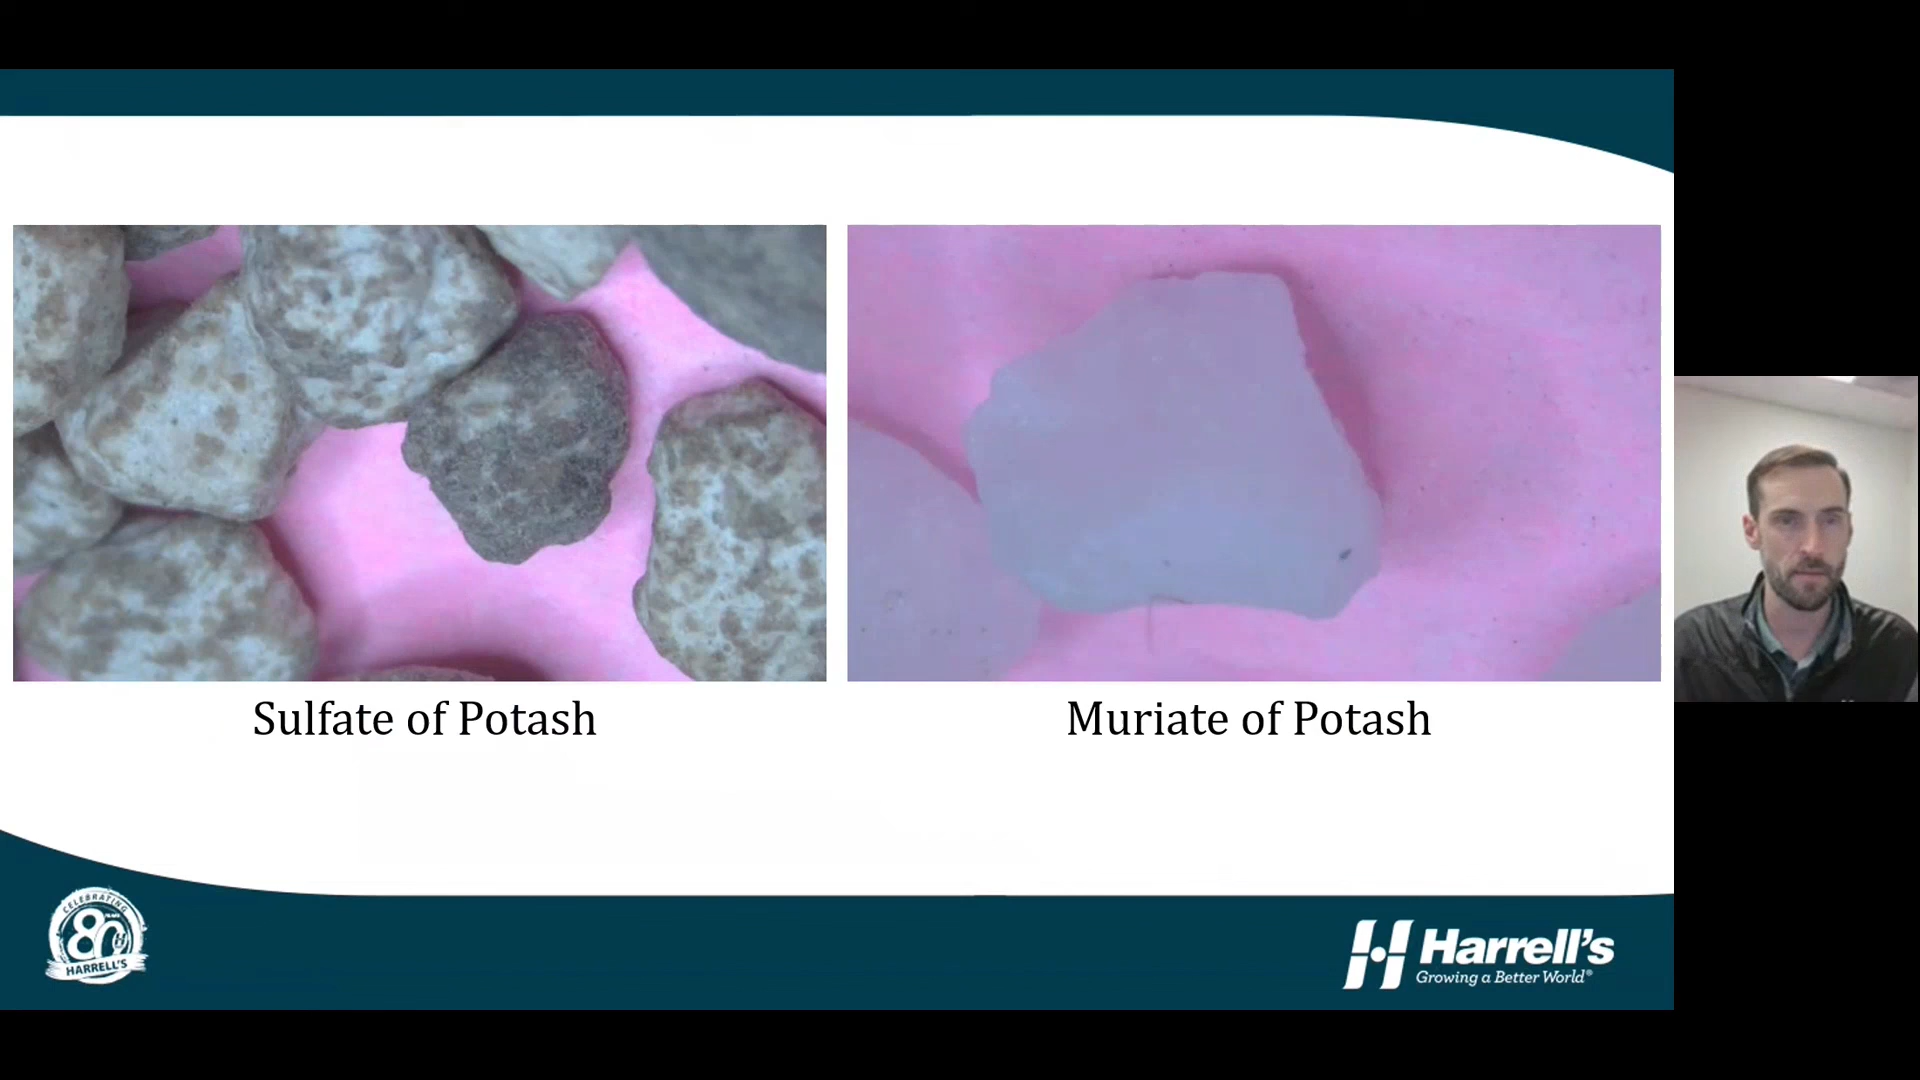 Sulfate of Potash
Muriate of Potash
CELEBRATING
80
HARRELL'S
Harrell's
Growing a Better World®